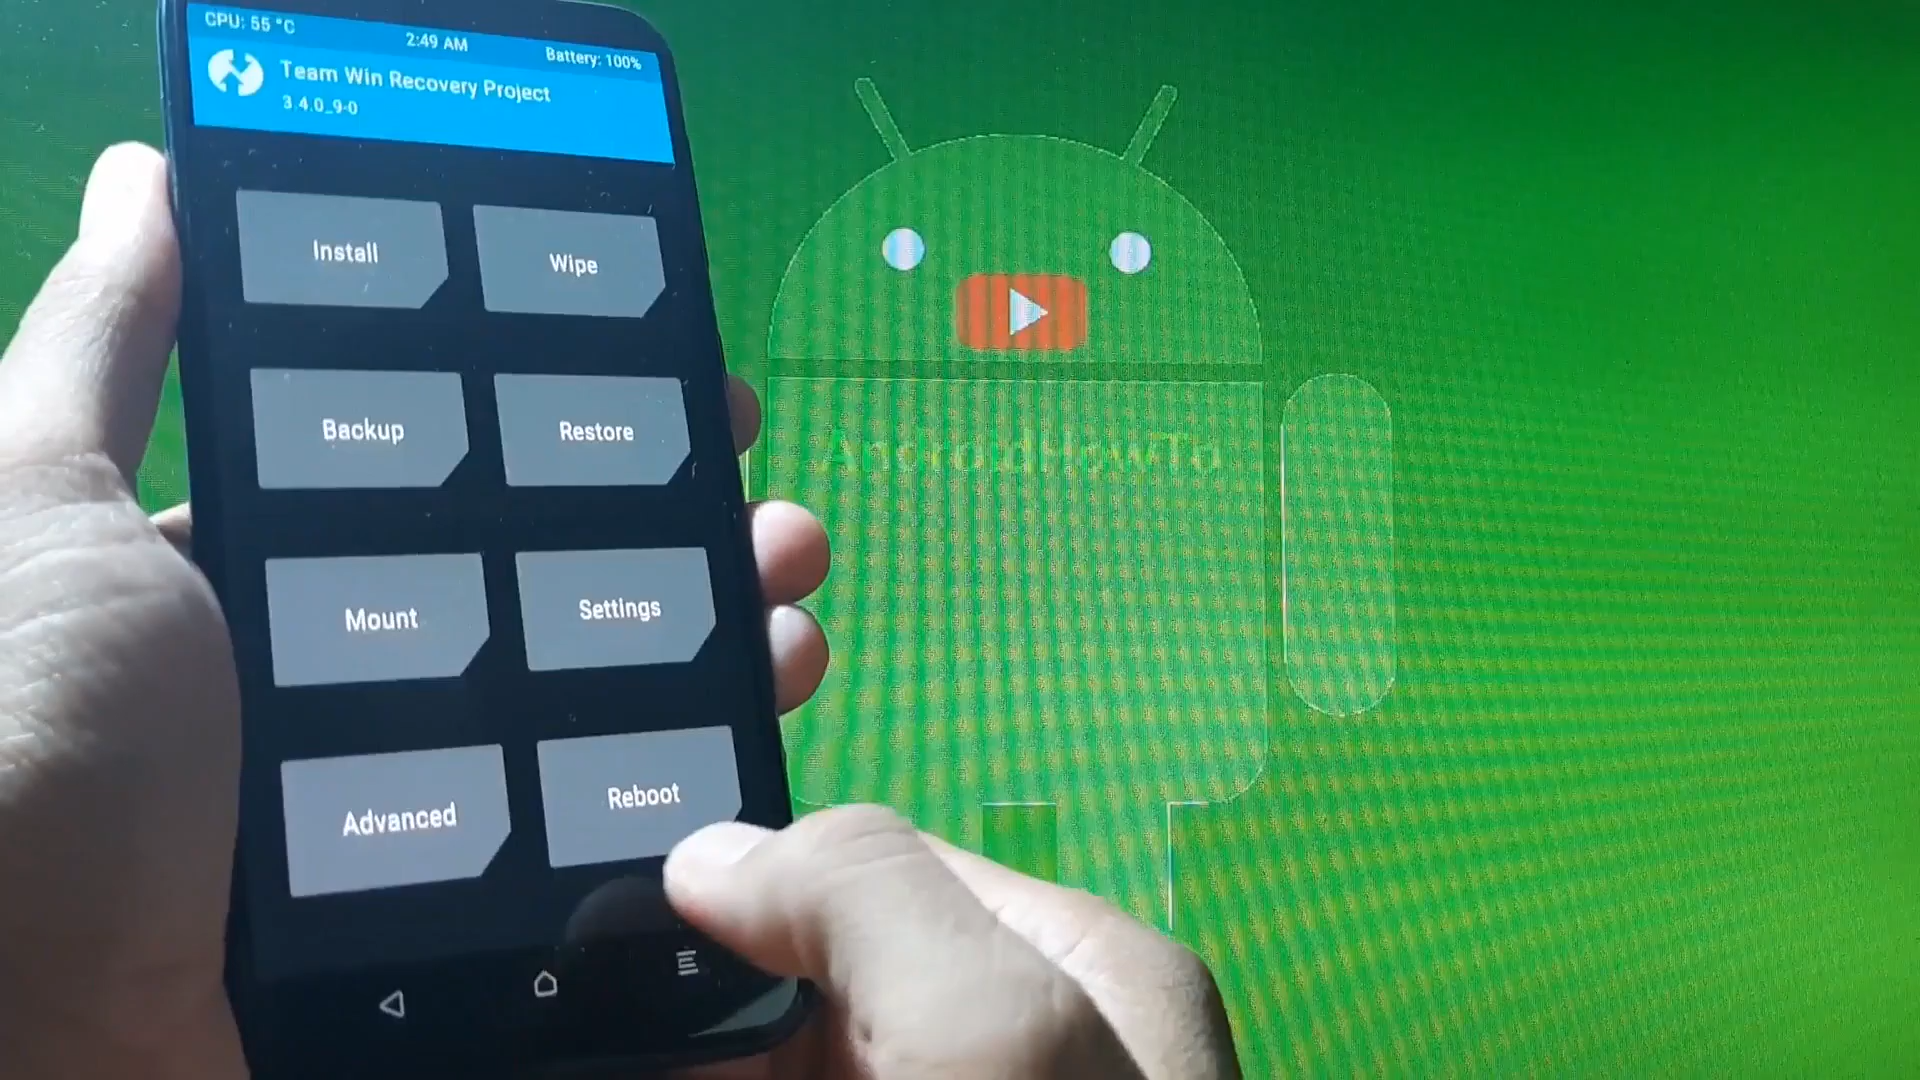 CPU: 55 °C
2:49 AM
Battery: 100%
Team Win Recovery Project
3.4.0_9-0
Install
Wipe
Backup
Restore
Mount
Settings
Advanced
Reboot
AndroidHowTo